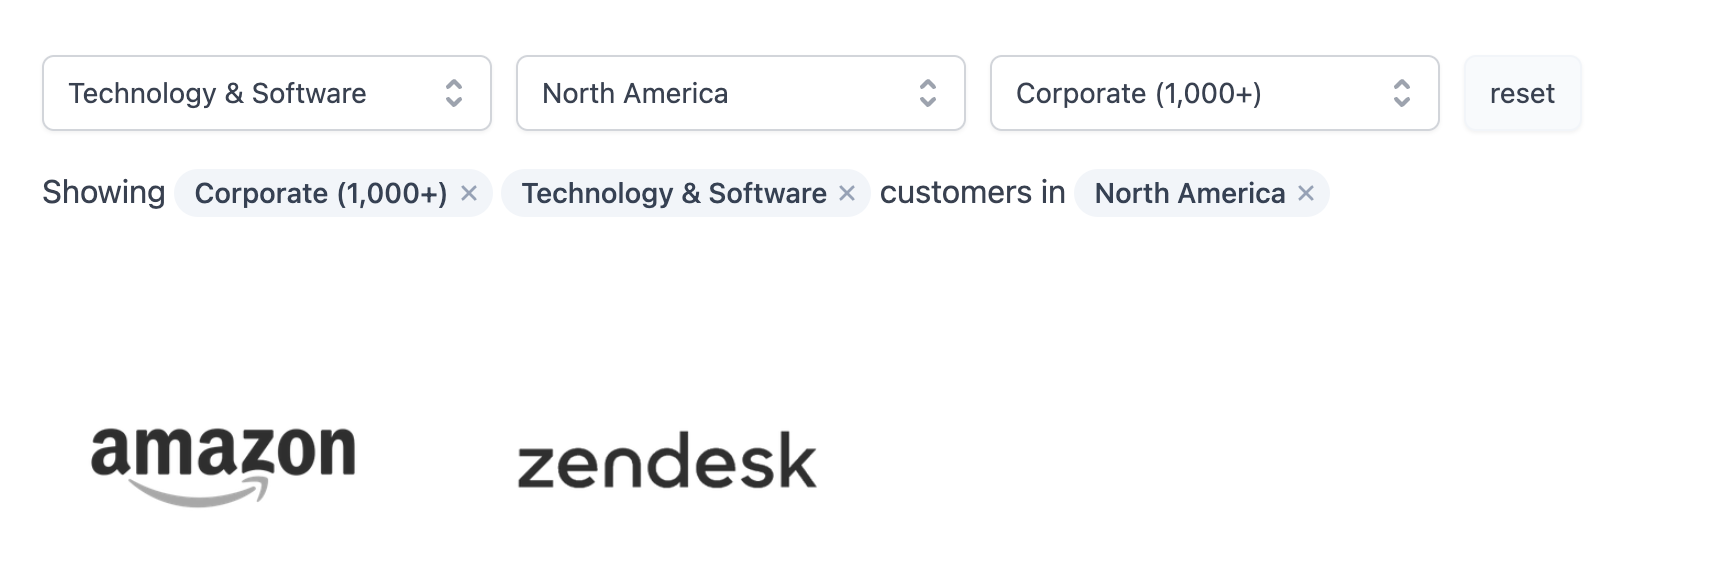 Technology & Software North America Corporate (1,000+) reset
Showing Corporate (1,000+) × Technology & Software × customers in North America ×
amazon zendesk